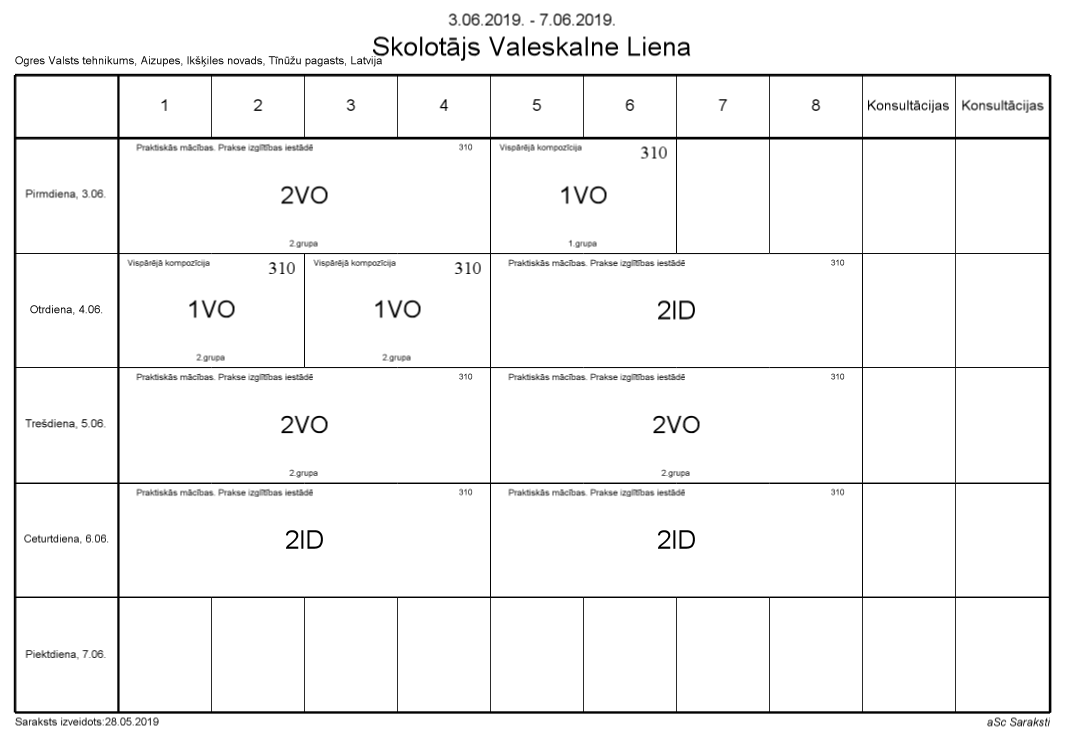 3.06.2019. - 7.06.2019.
Skolotājs Valeskalne Liena
Ogres Valsts tehnikums, Aizupes, Ikšķiles novads, Tīnūžu pagasts, Latvija
1 2 3 4 5 6 7 8 Konsultācijas Konsultācijas
Praktiskās mācības. Prakse izglītības iestādē 310 Vispārējā kompozīcija 310
Pirmdiena, 3.06. 2VO 1VO
2.grupa 1.grupa
Vispārējā kompozīcija 310 Vispārējā kompozīcija 310 Praktiskās mācības. Prakse izglītības iestādē 310
Otrdiena, 4.06. 1VO 1VO 2ID
2.grupa 2.grupa
Praktiskās mācības. Prakse izglītības iestādē 310 Praktiskās mācības. Prakse izglītības iestādē 310
Trešdiena, 5.06. 2VO 2VO
2.grupa 2.grupa
Praktiskās mācības. Prakse izglītības iestādē 310 Praktiskās mācības. Prakse izglītības iestādē 310
Ceturtdiena, 6.06. 2ID 2ID
Piektdiena, 7.06.
Saraksts izveidots:28.05.2019 aSc Saraksti